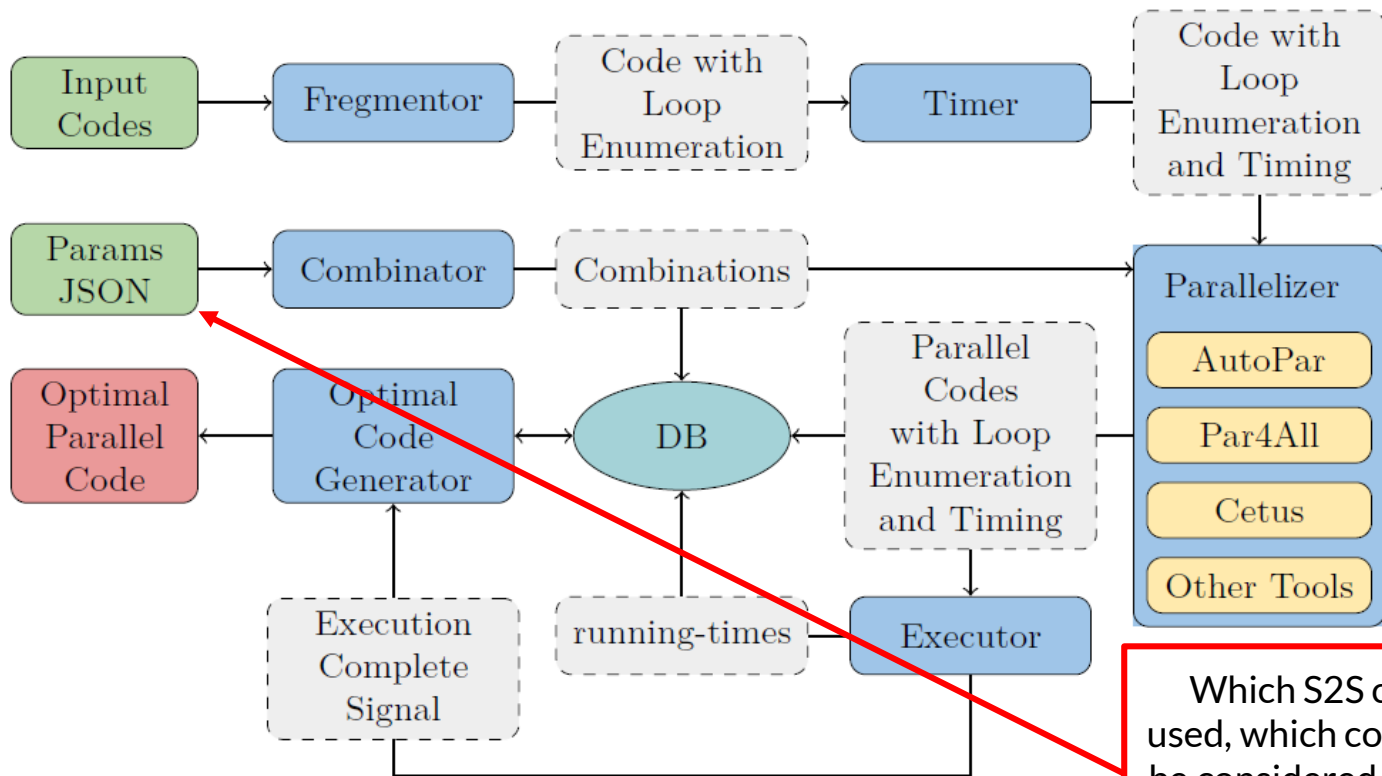 Input
Codes
Fregmentor
Code with
Loop
Enumeration
Timer
Code with
Loop
Enumeration
and Timing
Params
JSON
Combinator
Combinations
Parallelizer
AutoPar
Par4All
Cetus
Other Tools
Optimal
Parallel
Code
Optimal
Code
Generator
DB
Parallel
Codes
with Loop
Enumeration
and Timing
Execution
Complete
Signal
running-times
Executor
Which S2S
used, which
be considered